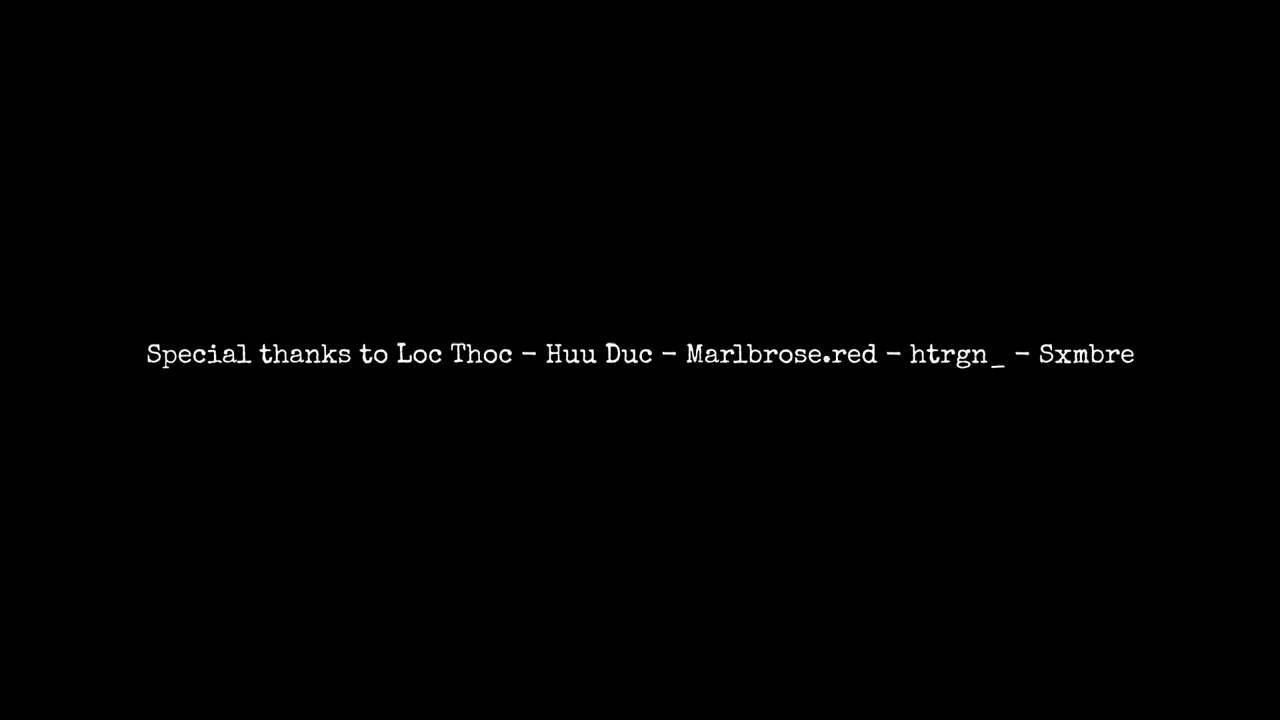 Special thanks to Loc Thoc - Huu Duc - Marlbrose.red - htrgn_ - Sxmbre